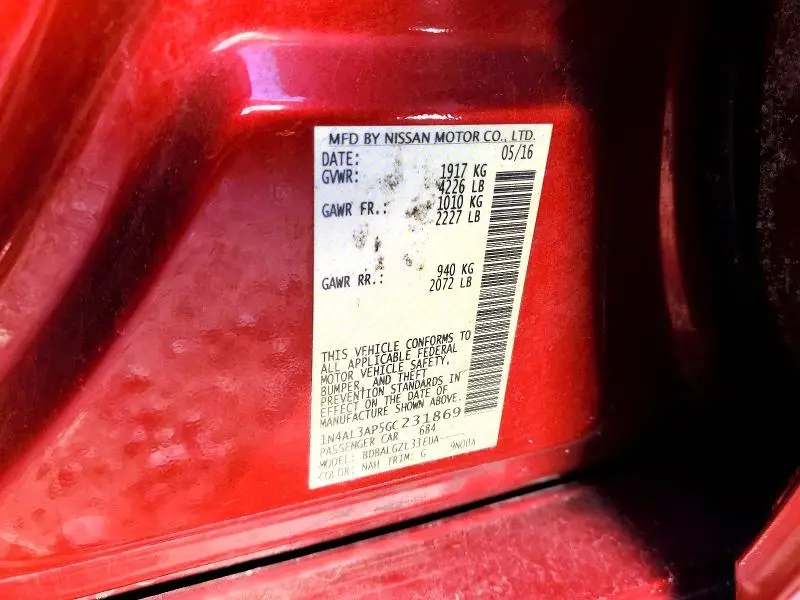 MFD BY NISSAN MOTOR CO., LTD.
DATE: 05/16
GVWR: 1917 KG
4226 LB
GAWR FR.: 1010 KG
2227 LB
GAWR RR.: 940 KG
2072 LB
THIS VEHICLE CONFORMS TO
ALL APPLICABLE FEDERAL
MOTOR VEHICLE SAFETY,
BUMPER, AND THEFT
PREVENTION STANDARDS IN
EFFECT ON THE DATE OF
MANUFACTURE SHOWN ABOVE.
1N4AL3AP5GC231869
PASSENGER CAR 684
MODEL: 9N00A
COLOR: NAH TRIM: G